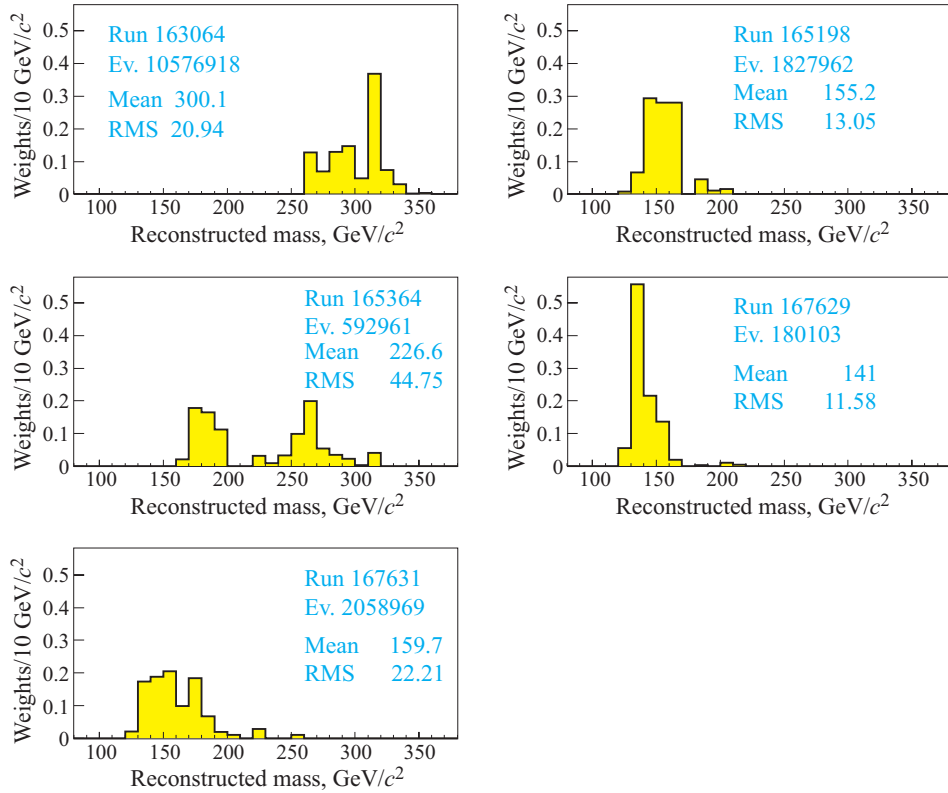 Weights/10 GeV/c²
0.5
0.4
0.3
0.2
0.1
0
Run 163064
Ev. 10576918
Mean 300.1
RMS 20.94
100 150 200 250 300 350
Reconstructed mass, GeV/c²
Weights/10 GeV/c²
0.5
0.4
0.3
0.2
0.1
0
Run 165198
Ev. 1827962
Mean 155.2
RMS 13.05
100 150 200 250 300 350
Reconstructed mass, GeV/c²
Weights/10 GeV/c²
0.5
0.4
0.3
0.2
0.1
0
Run 165364
Ev. 592961
Mean 226.6
RMS 44.75
100 150 200 250 300 350
Reconstructed mass, GeV/c²
Weights/10 GeV/c²
0.5
0.4
0.3
0.2
0.1
0
Run 167629
Ev. 180103
Mean 141
RMS 11.58
100 150 200 250 300 350
Reconstructed mass, GeV/c²
Weights/10 GeV/c²
0.5
0.4
0.3
0.2
0.1
0
Run 167631
Ev. 2058969
Mean 159.7
RMS 22.21
100 150 200 250 300 350
Reconstructed mass, GeV/c²